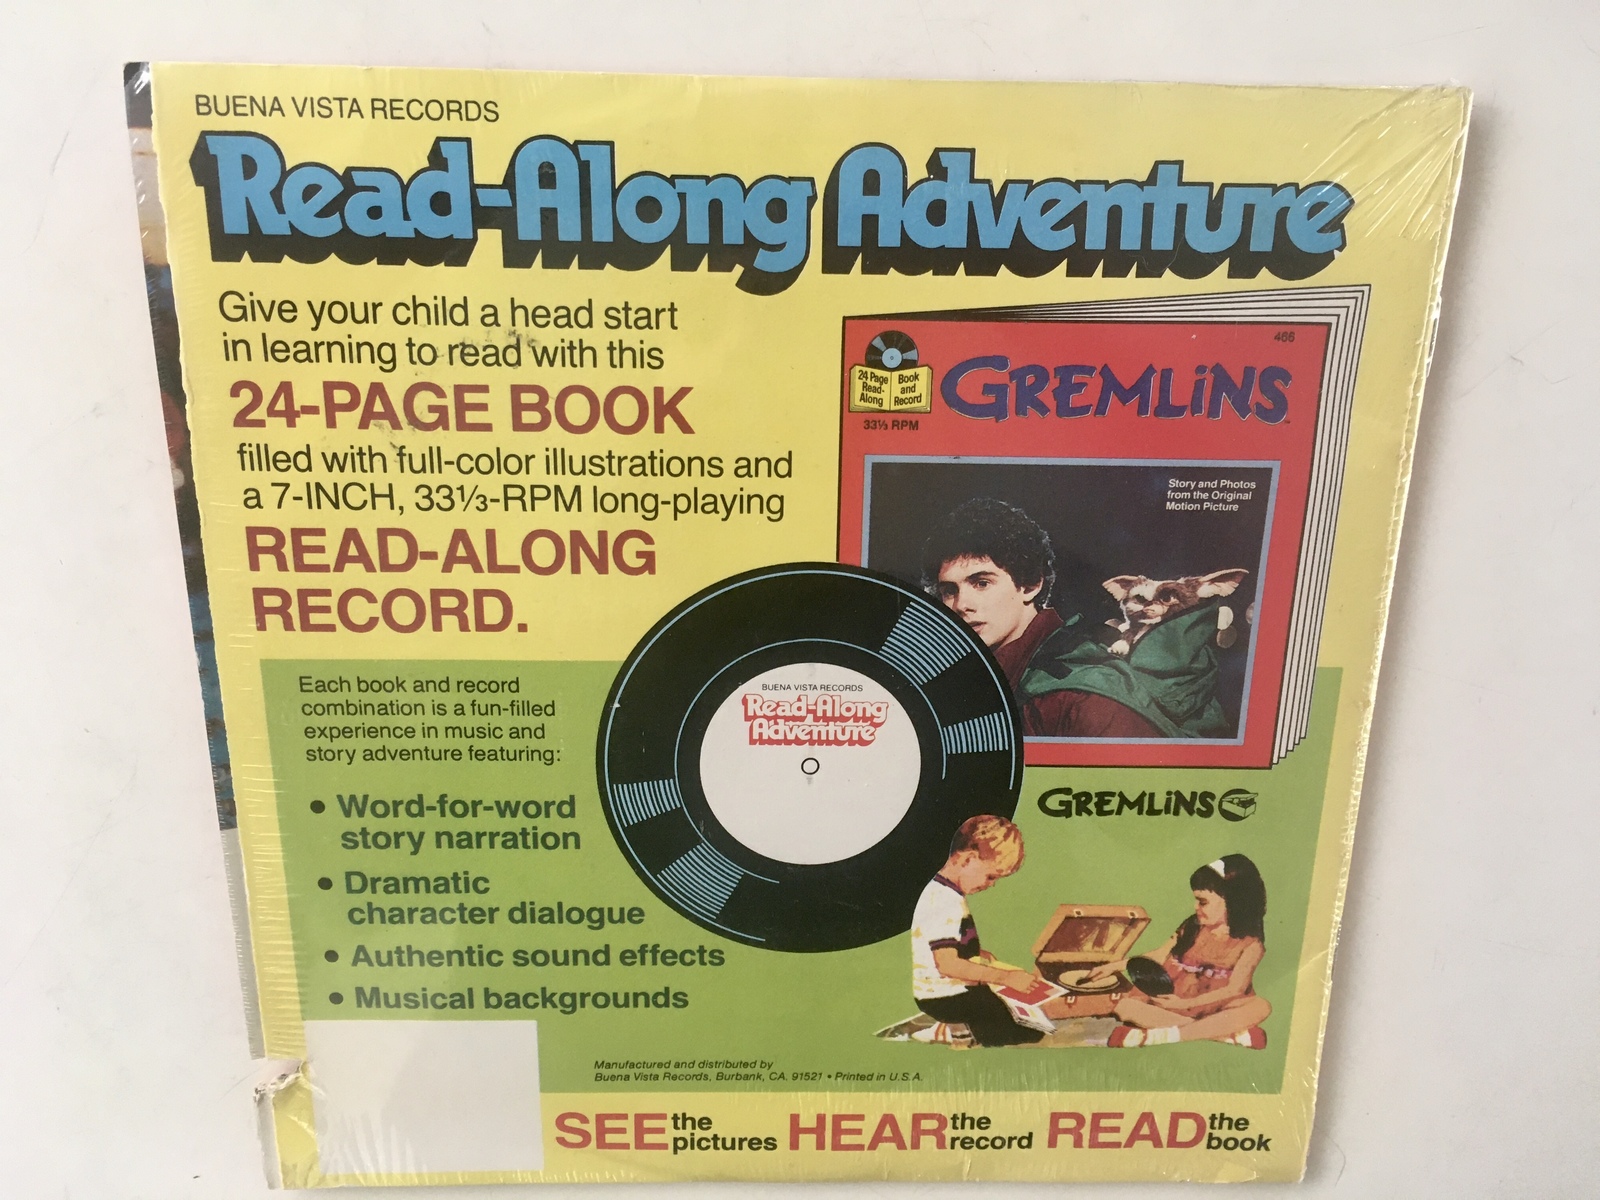 BUENA VISTA RECORDS
Read-Along Adventure
Give your child a head start
in learning to read with this
24-PAGE BOOK
filled with full-color illustrations and
a 7-INCH, 33⅓-RPM long-playing
READ-ALONG
RECORD.
466
24 Page
Read-
Along
Book
and
Record
33⅓ RPM
GREMLiNS
™
Story and Photos
from the Original
Motion Picture
BUENA VISTA RECORDS
Read-Along
Adventure
Each book and record
combination is a fun-filled
experience in music and
story adventure featuring:
• Word-for-word
story narration
• Dramatic
character dialogue
• Authentic sound effects
• Musical backgrounds
GREMLiNS
Manufactured and distributed by
Buena Vista Records, Burbank, CA. 91521 • Printed in U.S.A.
SEE the pictures HEAR the record READ the book